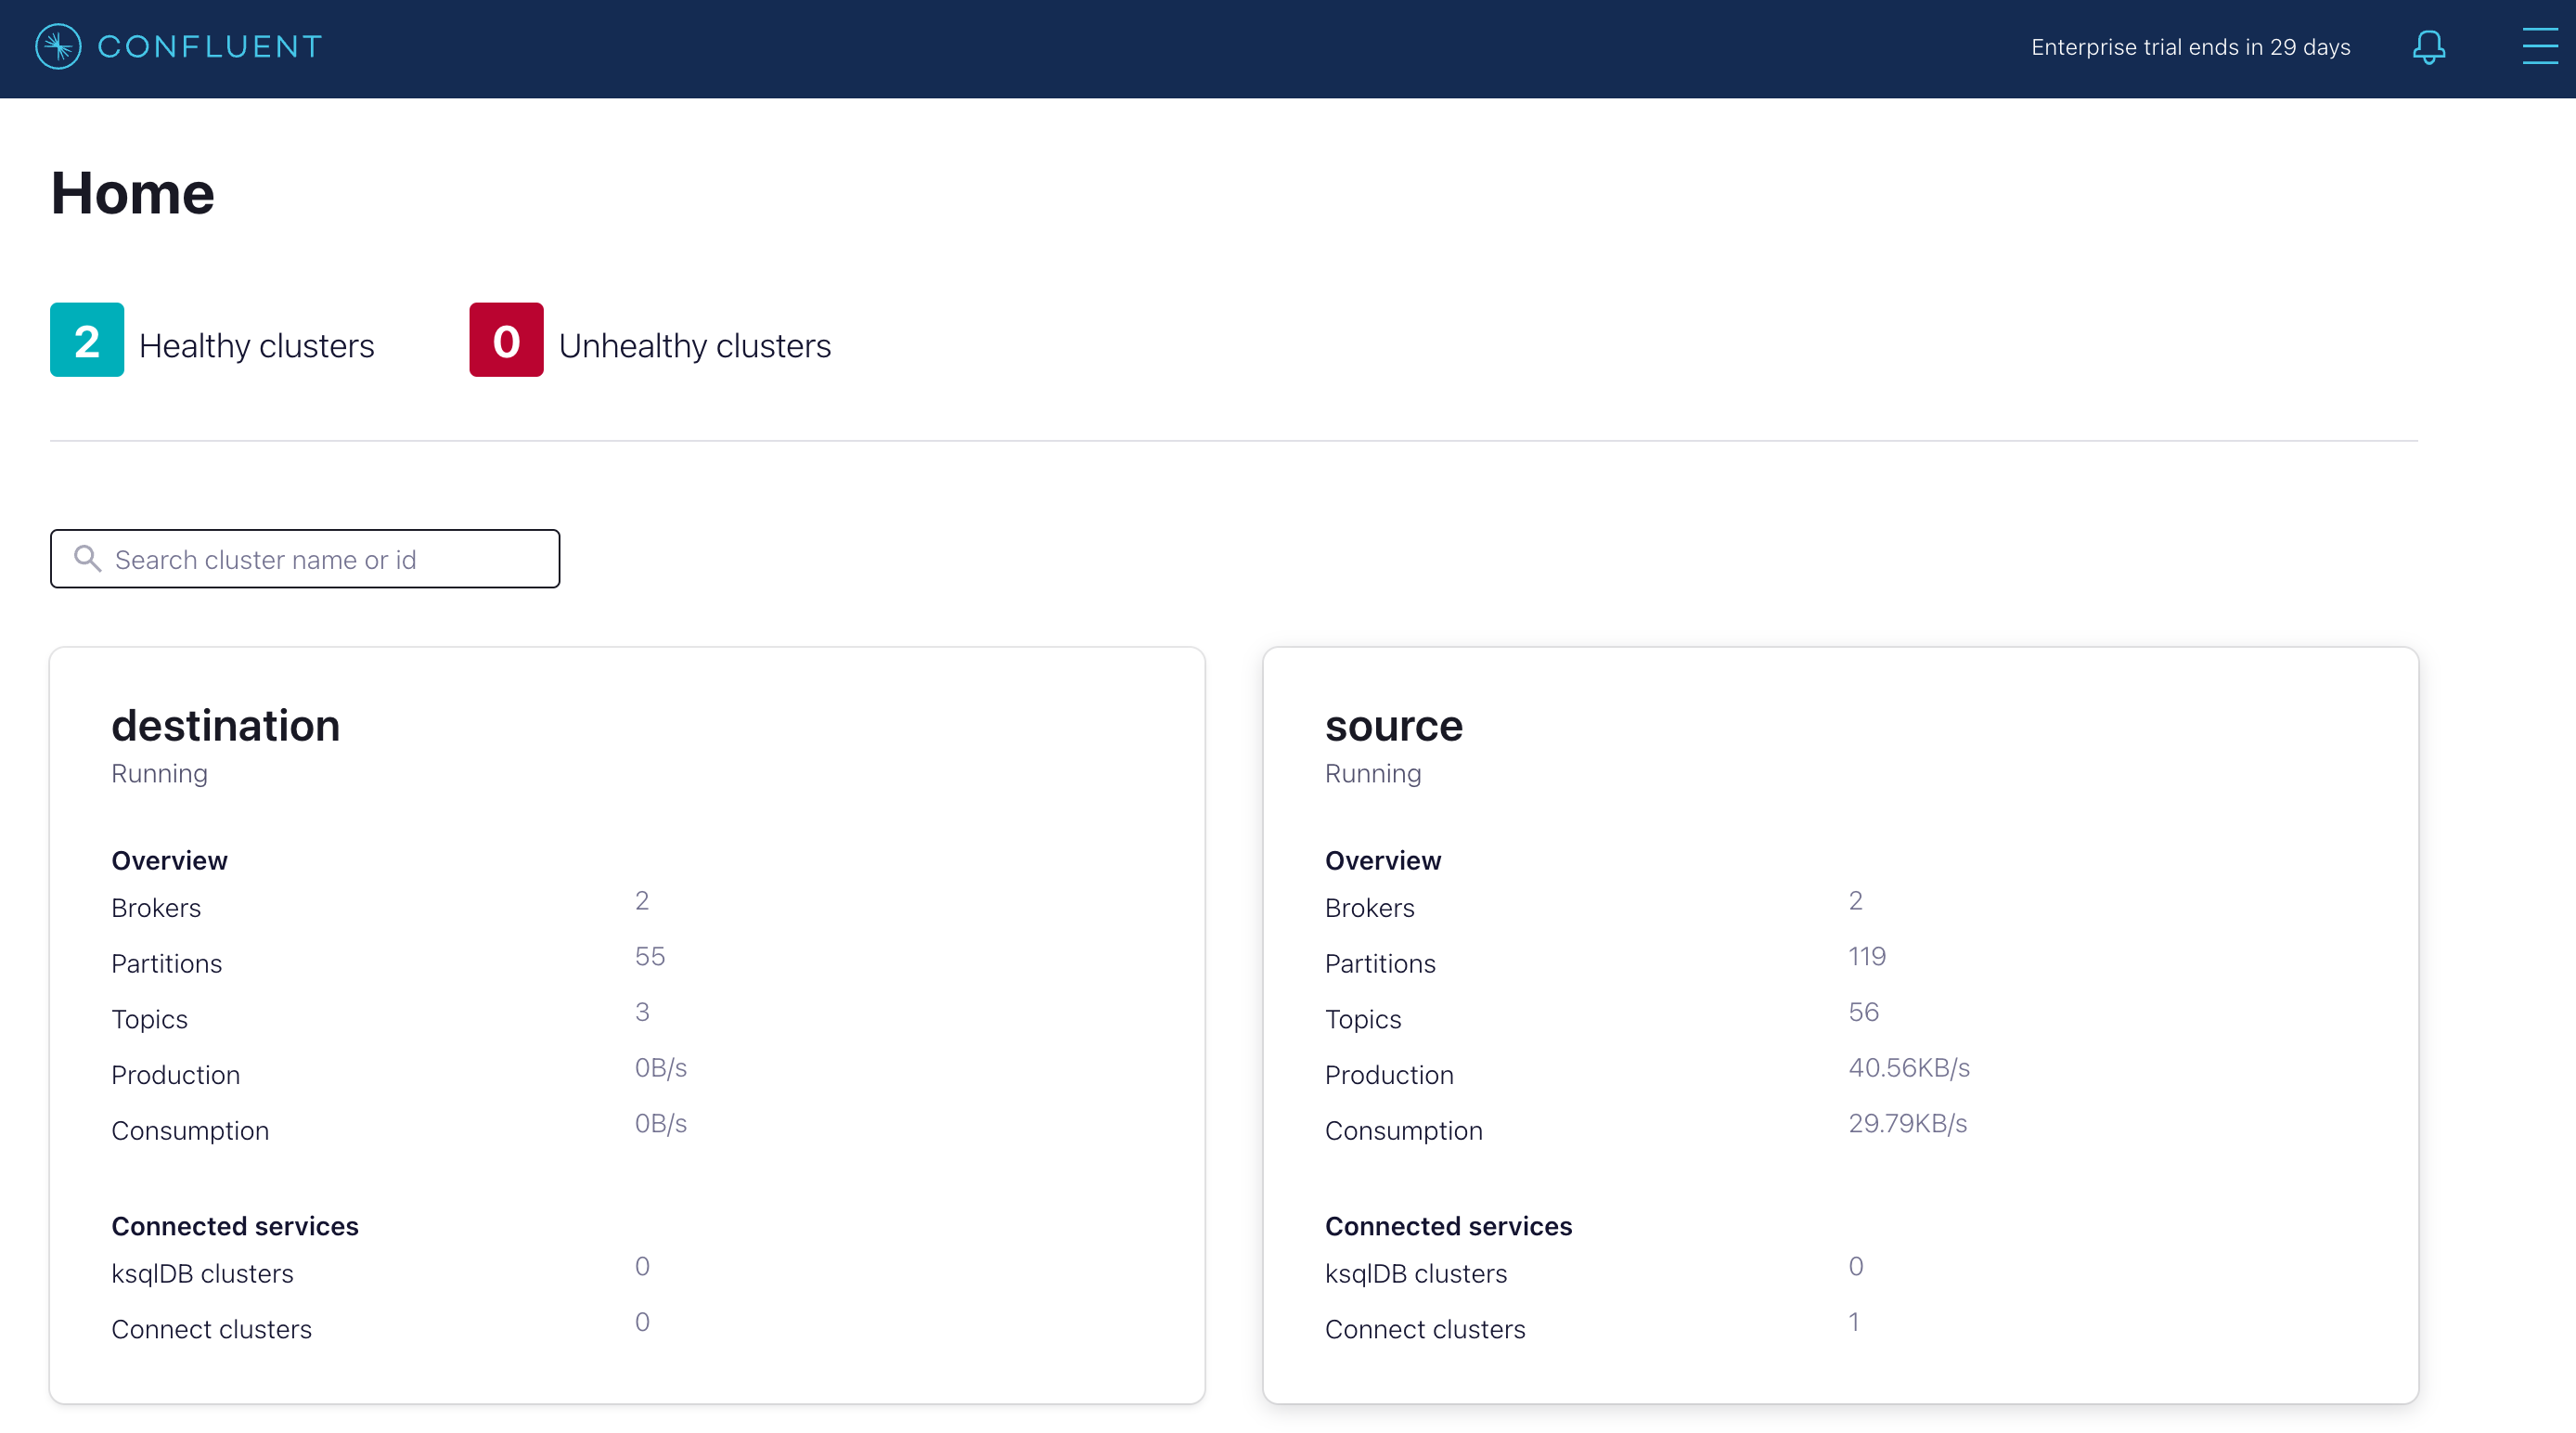 CONFLUENT
Enterprise trial ends in 29 days
Home
2 Healthy clusters
0 Unhealthy clusters
Search cluster name or id
destination
Running
Overview
Brokers 2
Partitions 55
Topics 3
Production 0B/s
Consumption 0B/s
Connected services
ksqlDB clusters 0
Connect clusters 0
source
Running
Overview
Brokers 2
Partitions 119
Topics 56
Production 40.56KB/s
Consumption 29.79KB/s
Connected services
ksqlDB clusters 0
Connect clusters 1